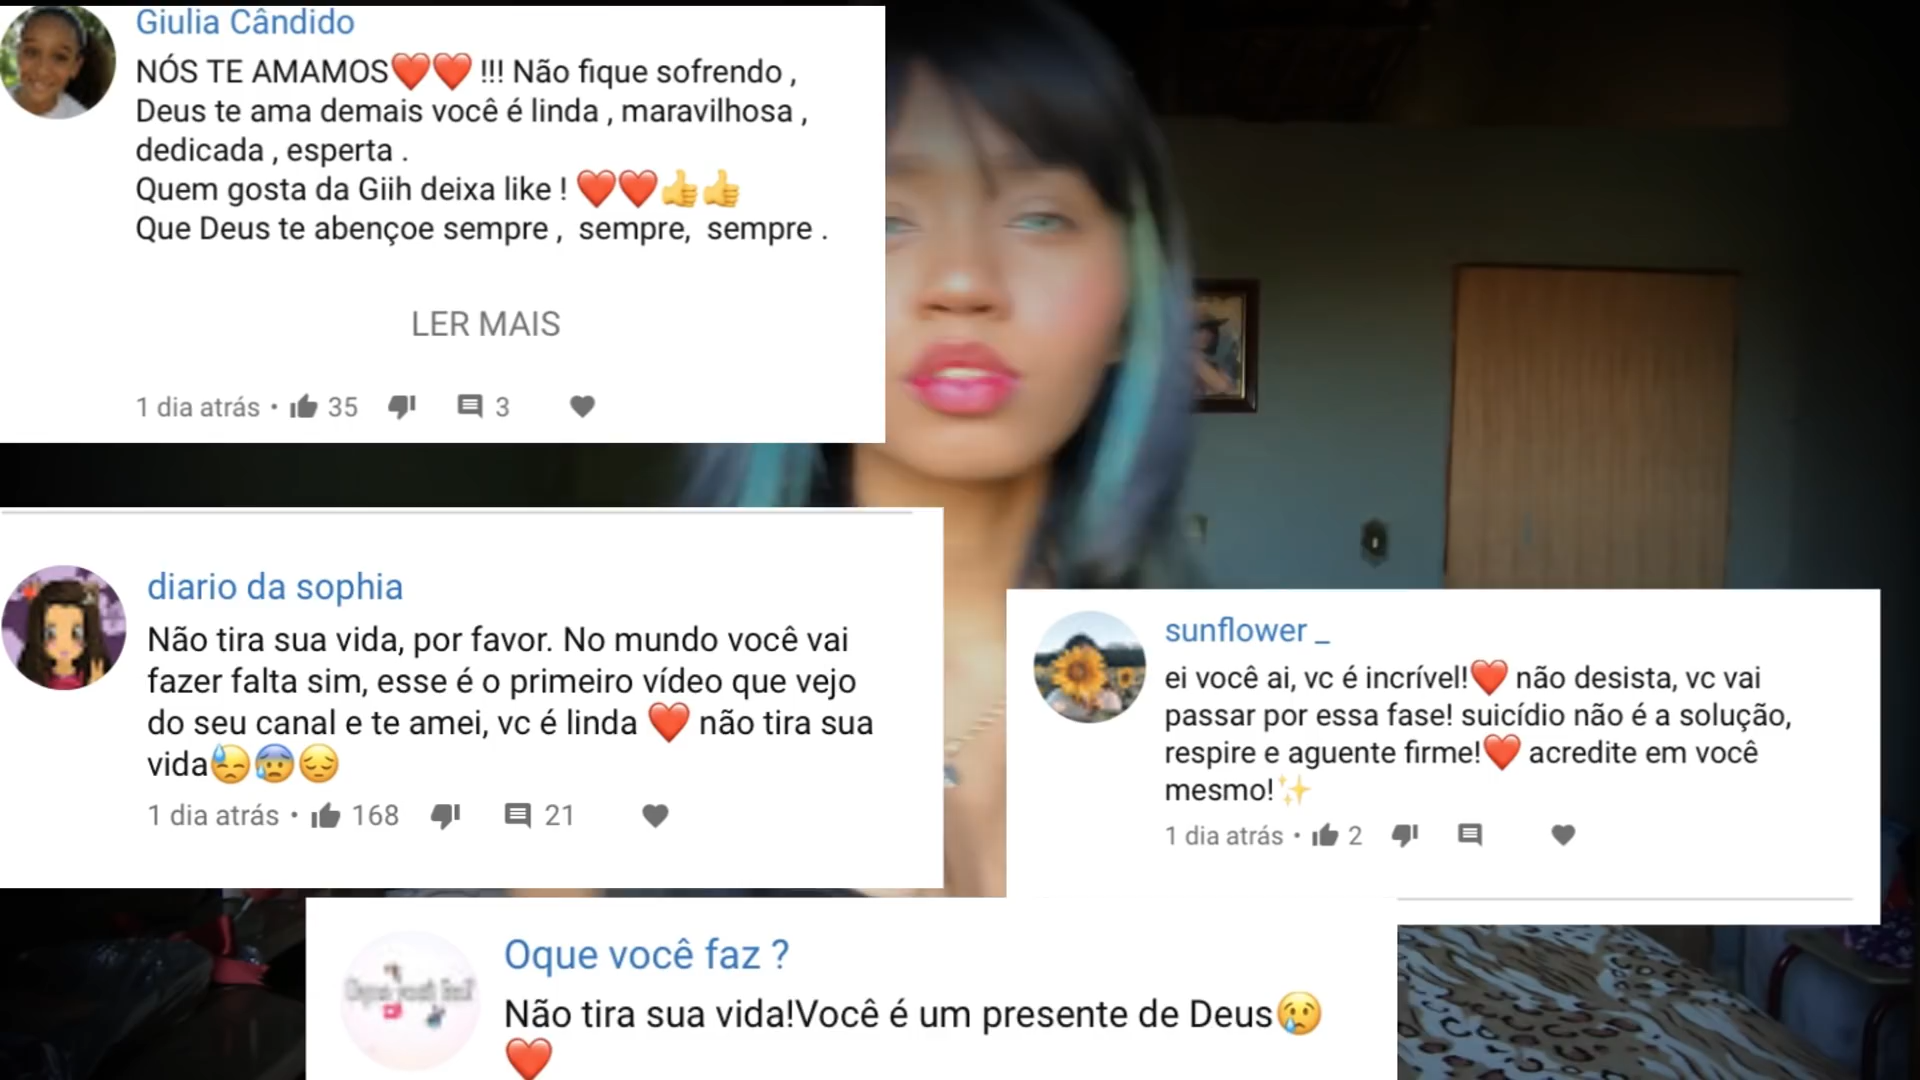 Giulia Cândido
NÓS TE AMAMOS❤️❤️ !!! Não fique sofrendo ,
Deus te ama demais você é linda , maravilhosa ,
dedicada , esperta .
Quem gosta da Giih deixa like ! ❤️❤️👍👍
Que Deus te abençoe sempre , sempre, sempre .
LER MAIS
1 dia atrás • 35 3
diario da sophia
Não tira sua vida, por favor. No mundo você vai
fazer falta sim, esse é o primeiro vídeo que vejo
do seu canal e te amei, vc é linda ❤️ não tira sua
vida😓😰😔
1 dia atrás • 168 21
sunflower _
ei você ai, vc é incrível!❤️ não desista, vc vai
passar por essa fase! suicídio não é a solução,
respire e aguente firme!❤️ acredite em você
mesmo!✨
1 dia atrás • 2
Oque você faz ?
Não tira sua vida!Você é um presente de Deus😢
❤️